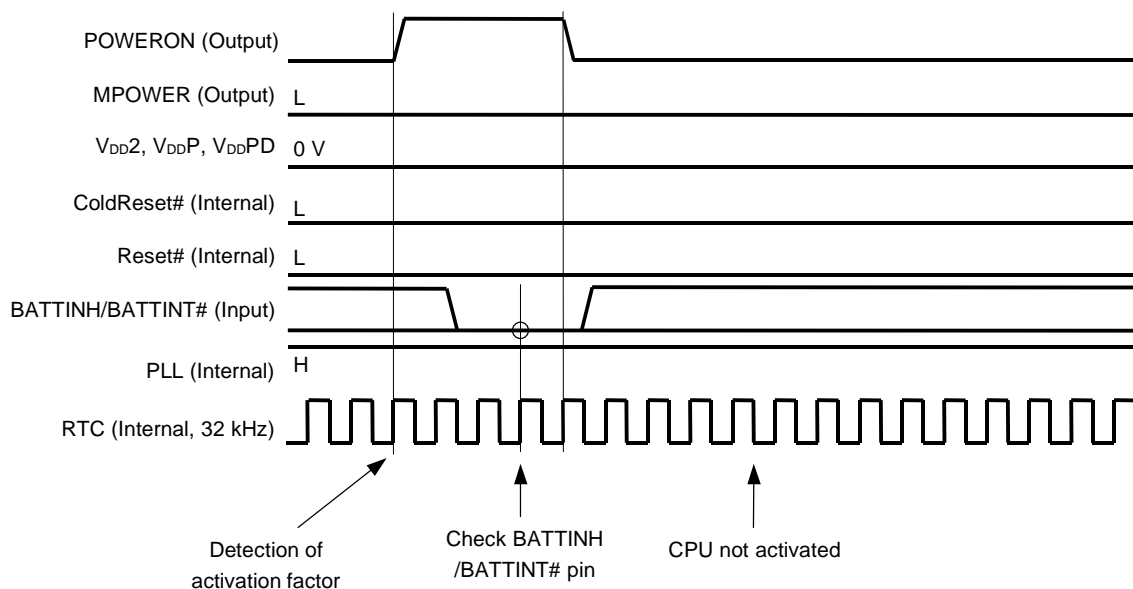 POWERON (Output)
MPOWER (Output) L
VDD2, VDDP, VDDPD 0 V
ColdReset# (Internal) L
Reset# (Internal) L
BATTINH/BATTINT# (Input)
PLL (Internal) H
RTC (Internal, 32 kHz)
Detection of
activation factor
Check BATTINH
/BATTINT# pin
CPU not activated